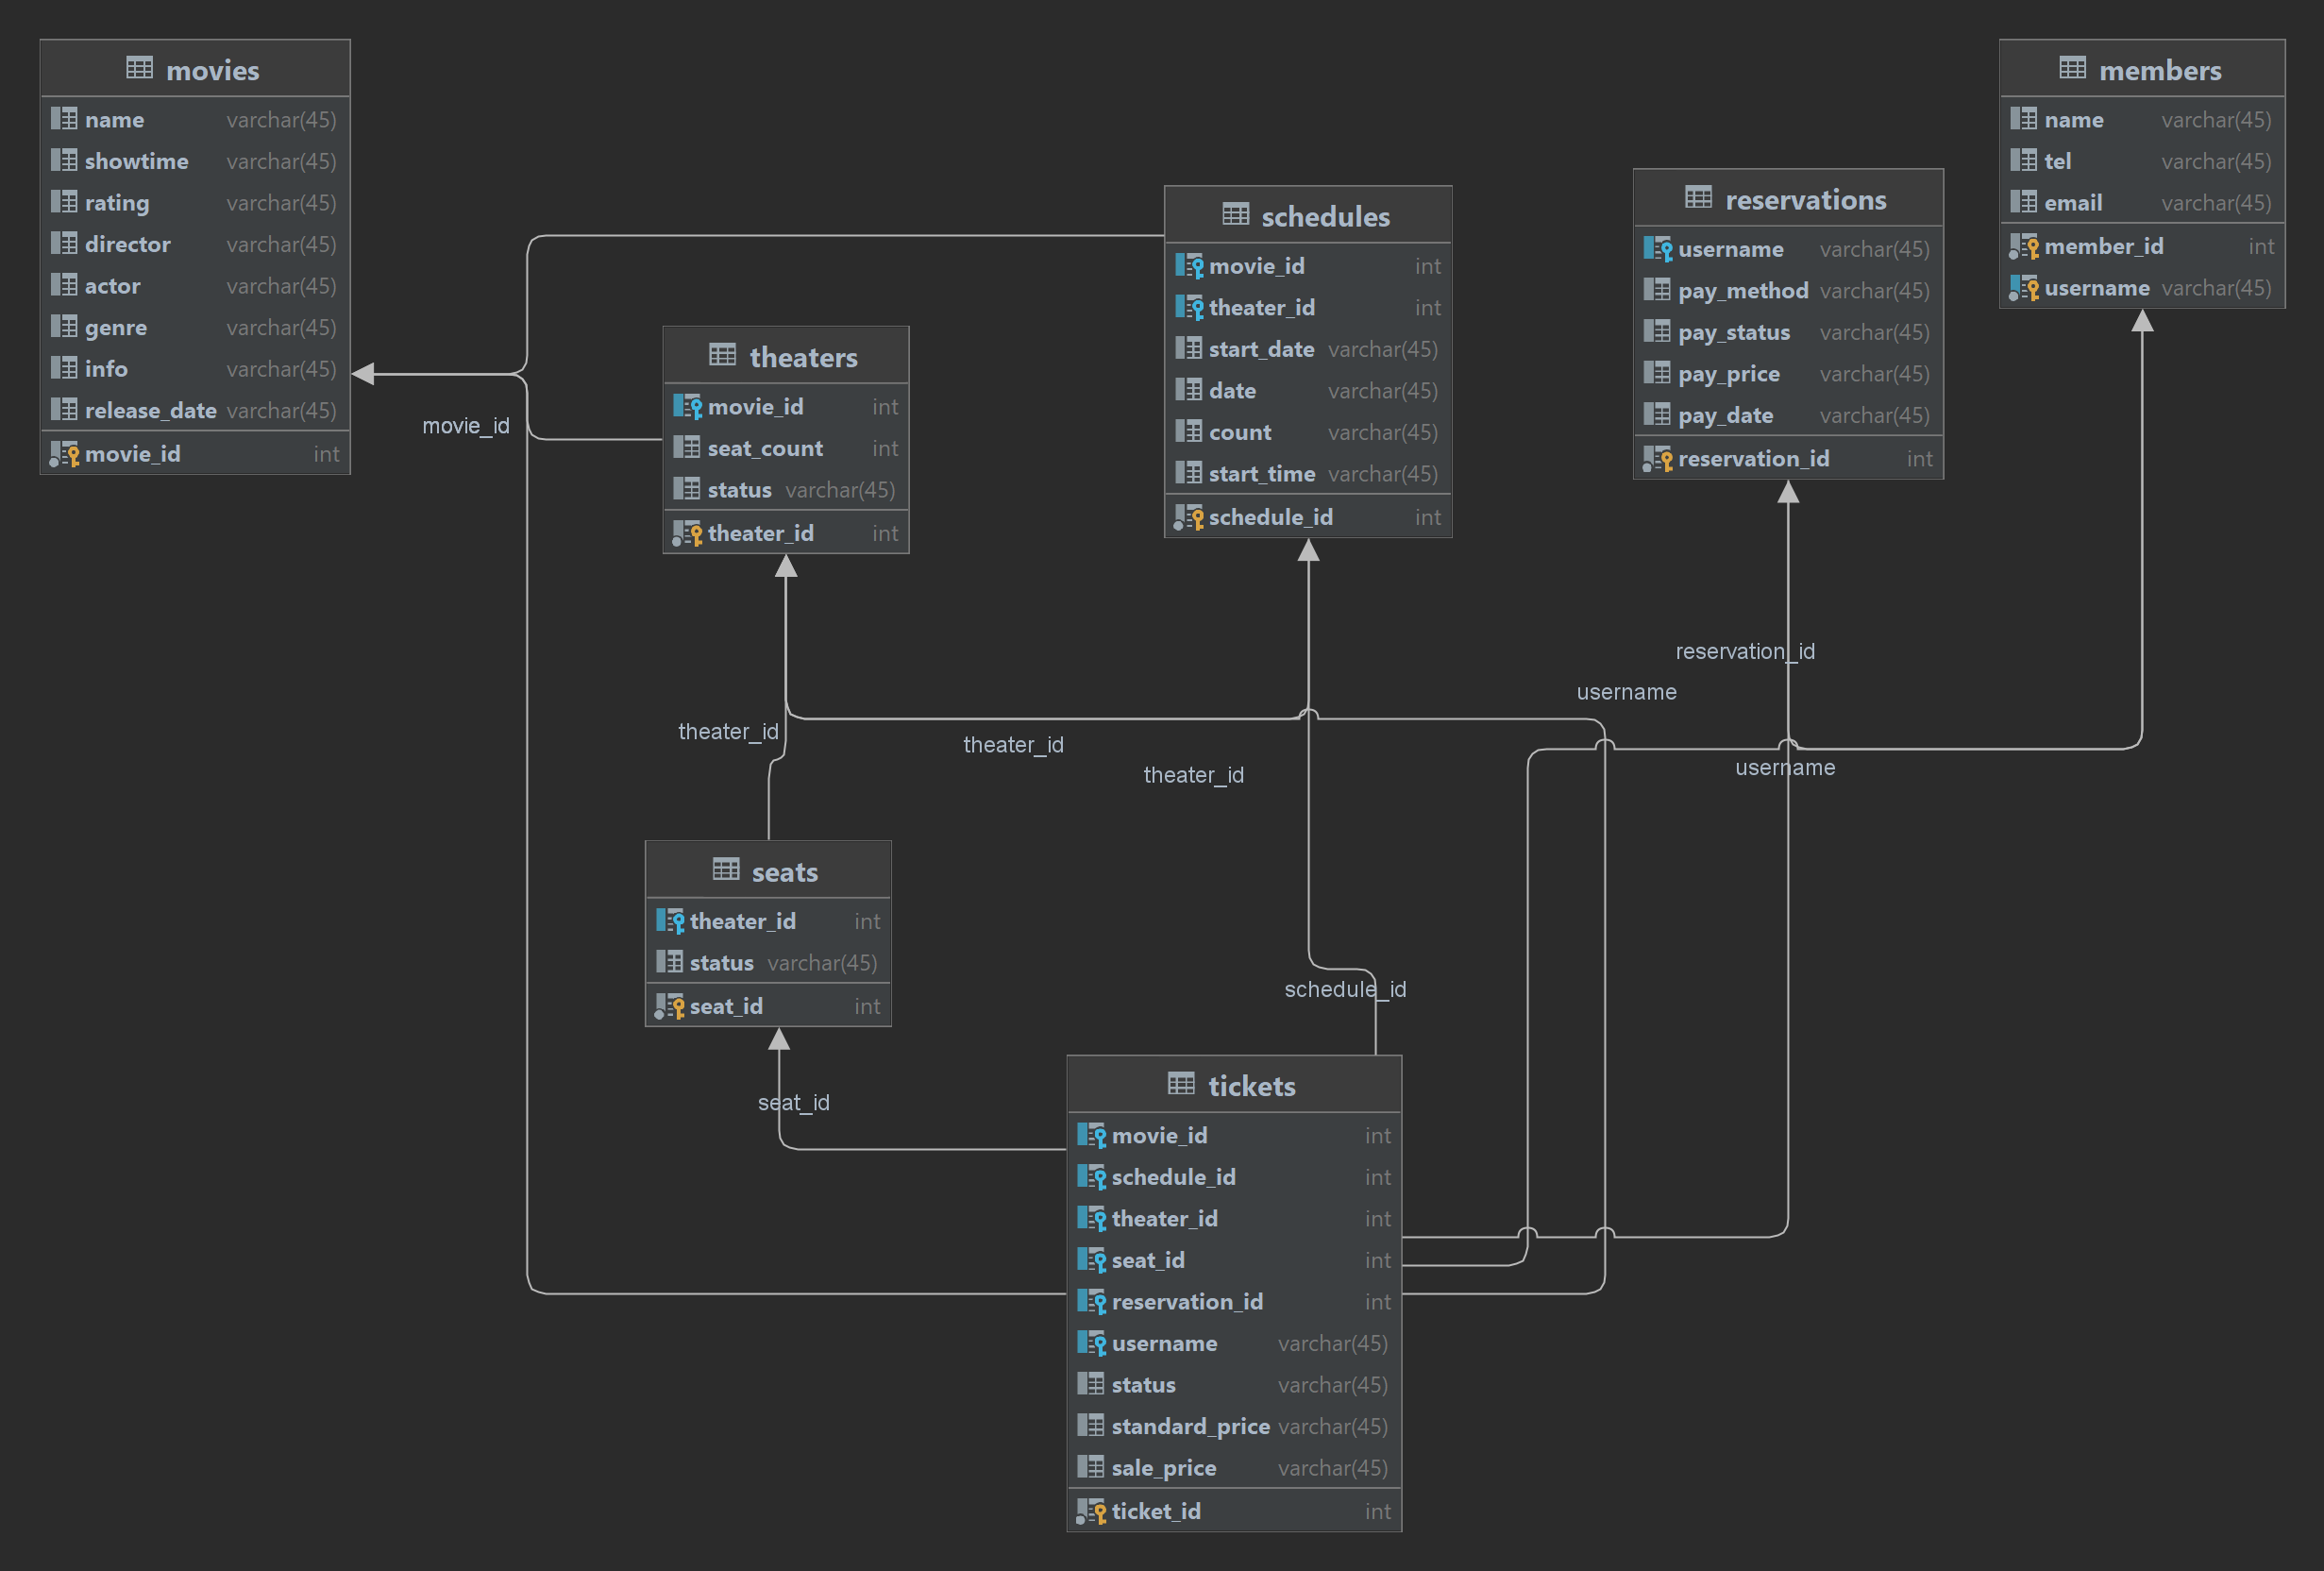 movies
name varchar(45)
showtime varchar(45)
rating varchar(45)
director varchar(45)
actor varchar(45)
genre varchar(45)
info varchar(45)
release_date varchar(45)
movie_id int
members
name varchar(45)
tel varchar(45)
email varchar(45)
member_id int
username varchar(45)
reservations
username varchar(45)
pay_method varchar(45)
pay_status varchar(45)
pay_price varchar(45)
pay_date varchar(45)
reservation_id int
schedules
movie_id int
theater_id int
start_date varchar(45)
date varchar(45)
count varchar(45)
start_time varchar(45)
schedule_id int
theaters
movie_id int
seat_count int
status varchar(45)
theater_id int
movie_id
reservation_id
username
theater_id
theater_id
username
theater_id
seats
theater_id int
status varchar(45)
seat_id int
schedule_id
seat_id
tickets
movie_id int
schedule_id int
theater_id int
seat_id int
reservation_id int
username varchar(45)
status varchar(45)
standard_price varchar(45)
sale_price varchar(45)
ticket_id int